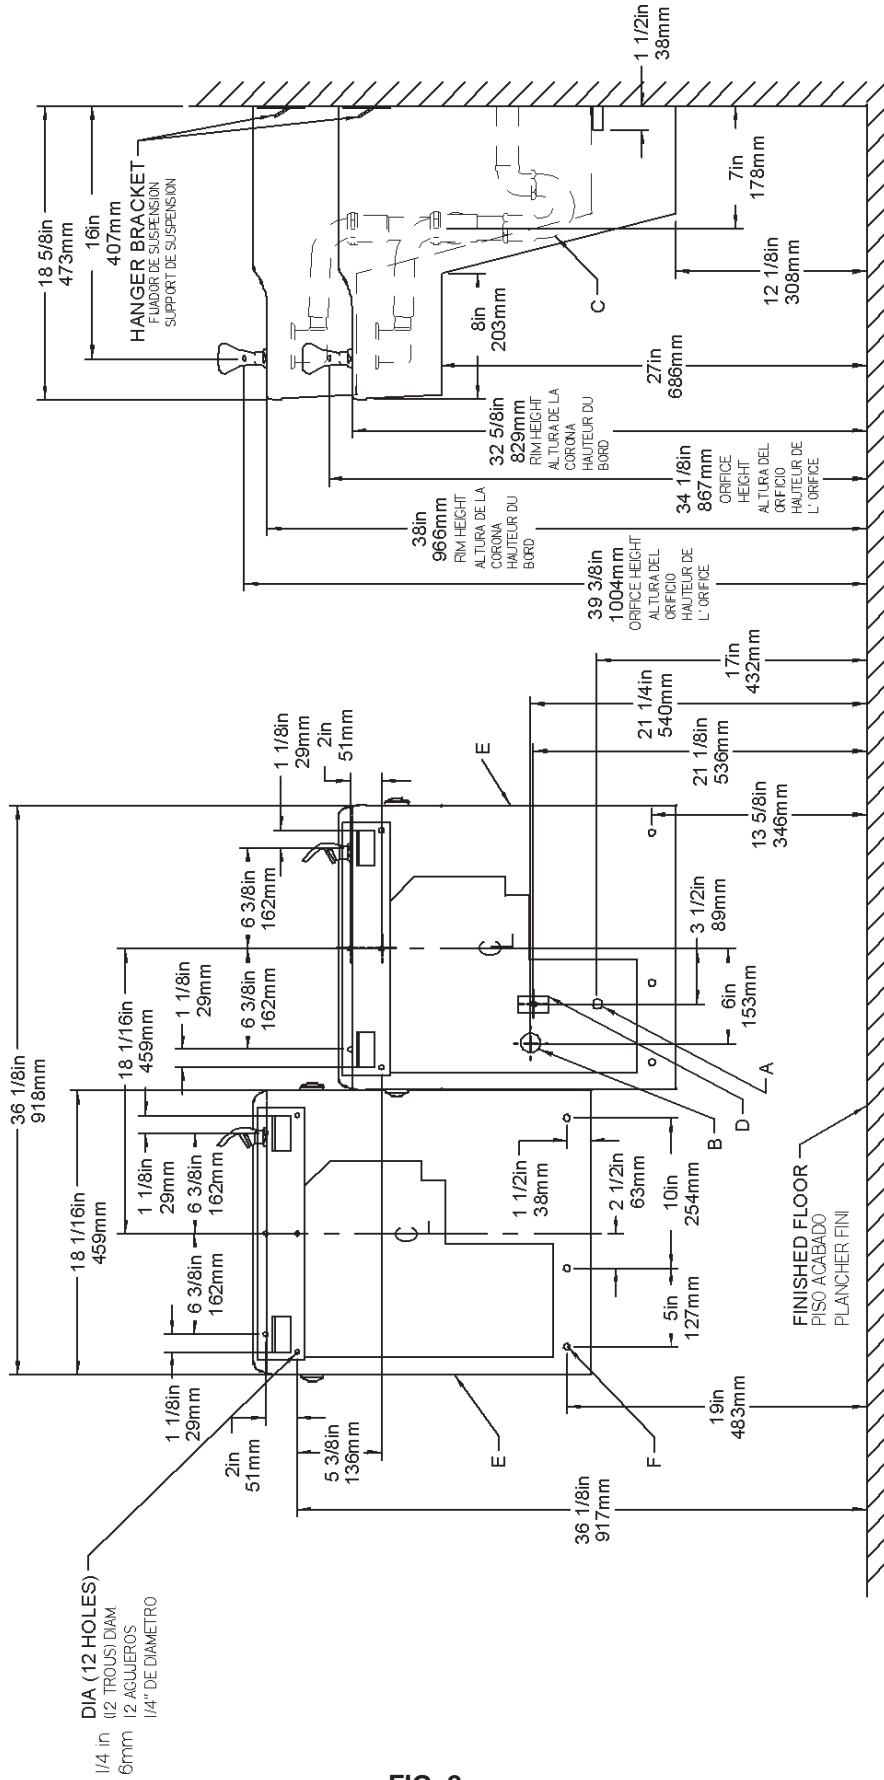 1/4 in DIA (12 HOLES)
6mm (12 TROUS) DIAM.
12 AGUJEROS
1/4" DE DIAMETRO
36 1/8in
918mm
18 1/16in
459mm
18 1/16in
459mm
1 1/8in
29mm
6 3/8in
162mm
6 3/8in
162mm
1 1/8in
29mm
2in
51mm
5 3/8in
136mm
36 1/8in
917mm
19in
483mm
E
F
CL
1 1/2in
38mm
2 1/2in
63mm
10in
254mm
5in
127mm
1 1/8in
29mm
6 3/8in
162mm
6 3/8in
162mm
1 1/8in
29mm
2in
51mm
E
CL
B
D
A
6in
153mm
3 1/2in
89mm
13 5/8in
346mm
21 1/8in
536mm
21 1/4in
540mm
17in
432mm
FINISHED FLOOR
PISO ACABADO
PLANCHER FINI
18 5/8in
473mm
16in
407mm
HANGER BRACKET
FIJADOR DE SUSPENSION
SUPPORT DE SUSPENSION
39 3/8in
1004mm
ORIFICE HEIGHT
ALTURA DEL
ORIFICIO
HAUTEUR DE
L' ORIFICE
38in
966mm
RIM HEIGHT
ALTURA DE LA
CORONA
HAUTEUR DU
BORD
34 1/8in
867mm
ORIFICE
HEIGHT
ALTURA DEL
ORIFICIO
HAUTEUR DE
L' ORIFICE
32 5/8in
829mm
RIM HEIGHT
ALTURA DE LA
CORONA
HAUTEUR DU
BORD
8in
203mm
27in
686mm
C
12 1/8in
308mm
7in
178mm
1 1/2in
38mm